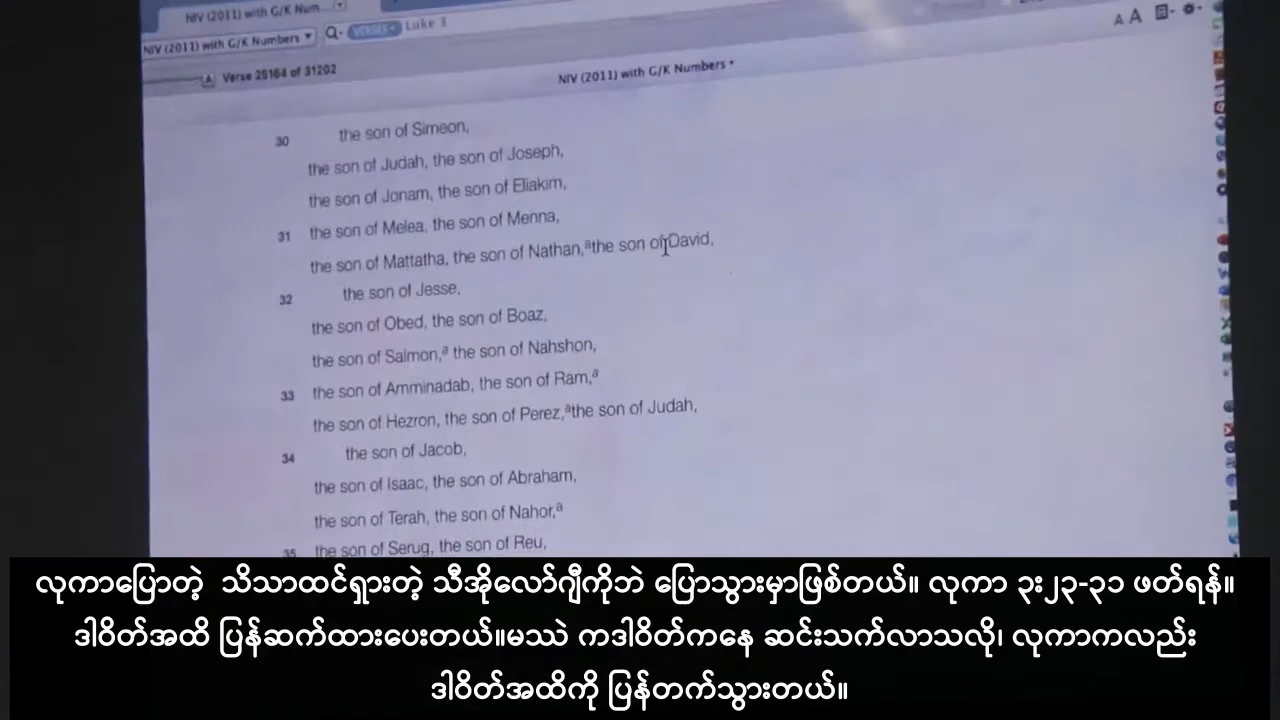 NIV (2011) with G/K Num...
NIV (2011) with G/K Numbers
VERSES Luke 3
Verse 25164 of 31202
NIV (2011) with G/K Numbers
A A
30 the son of Simeon,
the son of Judah, the son of Joseph,
the son of Jonam, the son of Eliakim,
31 the son of Melea, the son of Menna,
the son of Mattatha, the son of Nathan,ᵃthe son of David,
32 the son of Jesse,
the son of Obed, the son of Boaz,
the son of Salmon,ᵃ the son of Nahshon,
33 the son of Amminadab, the son of Ram,ᵃ
the son of Hezron, the son of Perez,ᵃthe son of Judah,
34 the son of Jacob,
the son of Isaac, the son of Abraham,
the son of Terah, the son of Nahor,ᵃ
35 the son of Serug, the son of Reu,
လုကာပြောတဲ့ သိသာထင်ရှားတဲ့ သီအိုလော်ဂျီကိုဘဲ ပြောသွားမှာဖြစ်တယ်။ လုကာ ၃း၂၃-၃၁ ဖတ်ရန်။
ဒါဝိတ်အထိ ပြန်ဆက်ထားပေးတယ်။မဿဲ ကဒါဝိတ်ကနေ ဆင်းသက်လာသလို၊ လုကာကလည်း
ဒါဝိတ်အထိကို ပြန်တက်သွားတယ်။